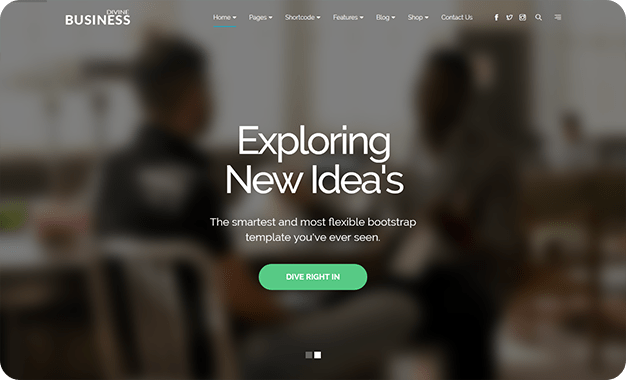 DIVINE
BUSINESS
Home Pages Shortcode Features Blog Shop Contact Us
Exploring
New Idea's
The smartest and most flexible bootstrap
template you've ever seen.
DIVE RIGHT IN